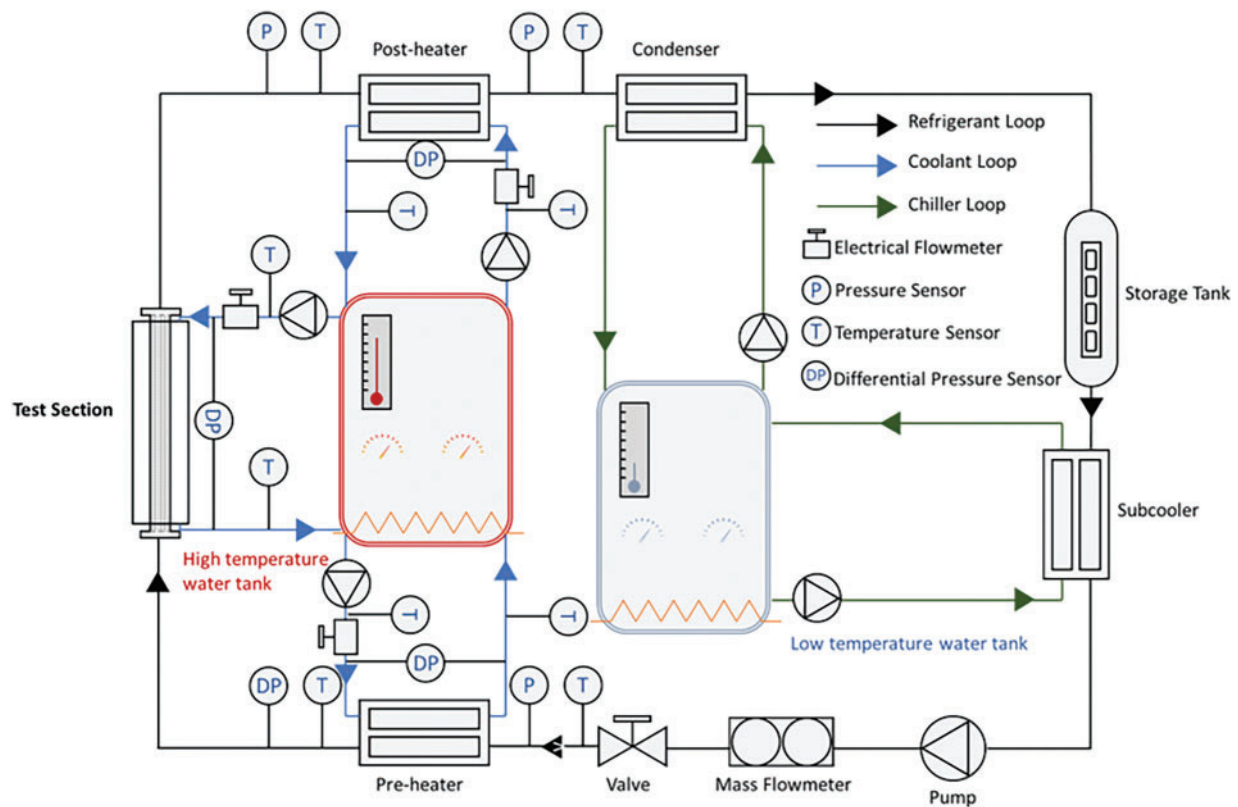 P
T
Post-heater
P
T
Condenser
Refrigerant Loop
DP
Coolant Loop
T
T
Chiller Loop
Electrical Flowmeter
T
Pressure Sensor
P
Storage Tank
Temperature Sensor
T
Differential Pressure Sensor
DP
Test Section
DP
T
Subcooler
High temperature
water tank
T
T
Low temperature water tank
DP
DP
T
P
T
Pre-heater
Valve
Mass Flowmeter
Pump